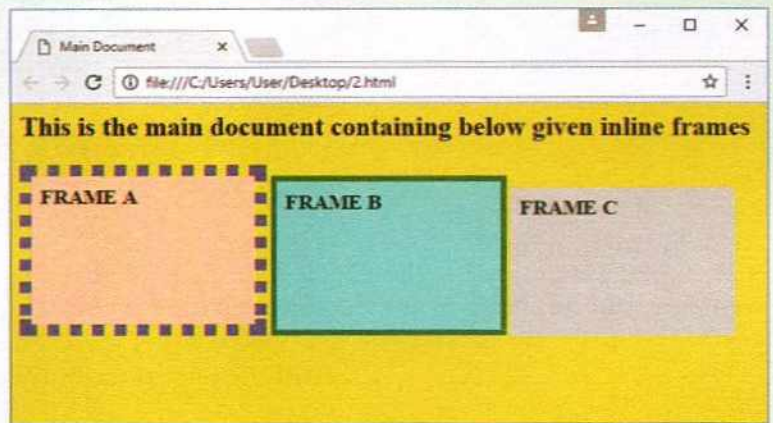 Main Document
file:///C:/Users/User/Desktop/2.html
This is the main document containing below given inline frames
FRAME A
FRAME B
FRAME C